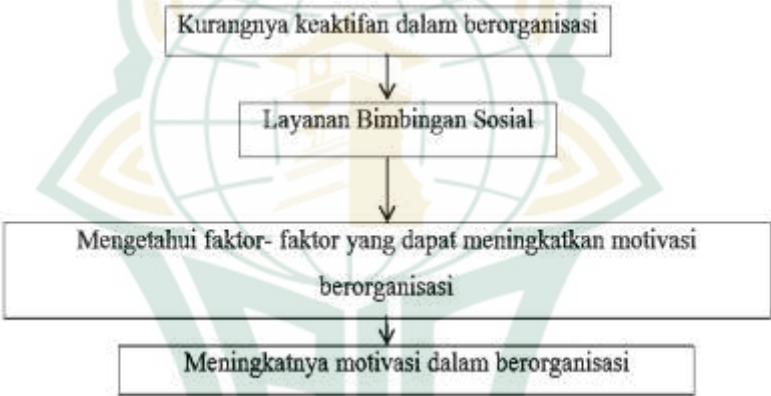 Kurangnya keaktifan dalam berorganisasi
Layanan Bimbingan Sosial
Mengetahui faktor- faktor yang dapat meningkatkan motivasi
berorganisasi
Meningkatnya motivasi dalam berorganisasi